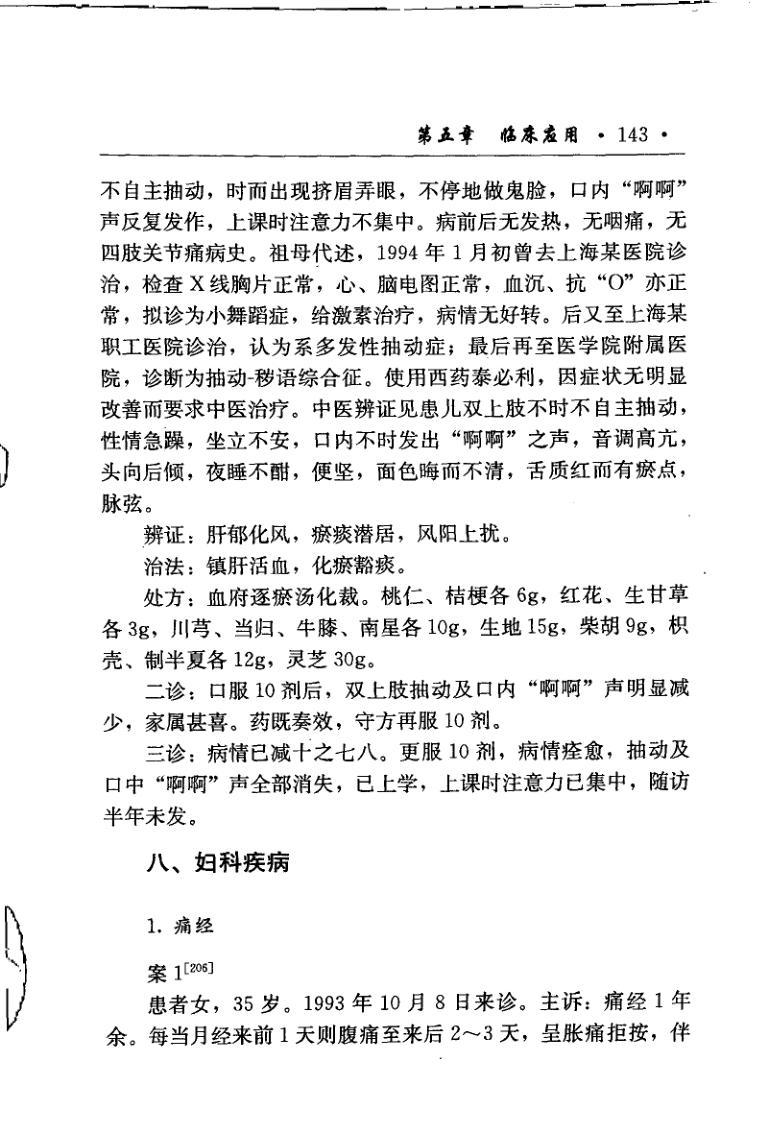 第五章 临床应用 · 143 ·
不自主抽动，时而出现挤眉弄眼，不停地做鬼脸，口内“啊啊”
声反复发作，上课时注意力不集中。病前后无发热，无咽痛，无
四肢关节痛病史。祖母代述，1994 年 1 月初曾去上海某医院诊
治，检查 X 线胸片正常，心、脑电图正常，血沉、抗“O”亦正
常，拟诊为小舞蹈症，给激素治疗，病情无好转。后又至上海某
职工医院诊治，认为系多发性抽动症；最后再至医学院附属医
院，诊断为抽动-秽语综合征。使用西药泰必利，因症状无明显
改善而要求中医治疗。中医辨证见患儿双上肢不时不自主抽动，
性情急躁，坐立不安，口内不时发出“啊啊”之声，音调高亢，
头向后倾，夜睡不酣，便坚，面色晦而不清，舌质红而有瘀点，
脉弦。
辨证：肝郁化风，瘀痰潜居，风阳上扰。
治法：镇肝活血，化瘀豁痰。
处方：血府逐瘀汤化裁。桃仁、桔梗各 6g，红花、生甘草
各 3g，川芎、当归、牛膝、南星各 10g，生地 15g，柴胡 9g，枳
壳、制半夏各 12g，灵芝 30g。
二诊：口服 10 剂后，双上肢抽动及口内“啊啊”声明显减
少，家属甚喜。药既奏效，守方再服 10 剂。
三诊：病情已减十之七八。更服 10 剂，病情痊愈，抽动及
口中“啊啊”声全部消失，已上学，上课时注意力已集中，随访
半年未发。
八、妇科疾病
1. 痛经
案 1[206]
患者女，35 岁。1993 年 10 月 8 日来诊。主诉：痛经 1 年
余。每当月经来前 1 天则腹痛至来后 2～3 天，呈胀痛拒按，伴